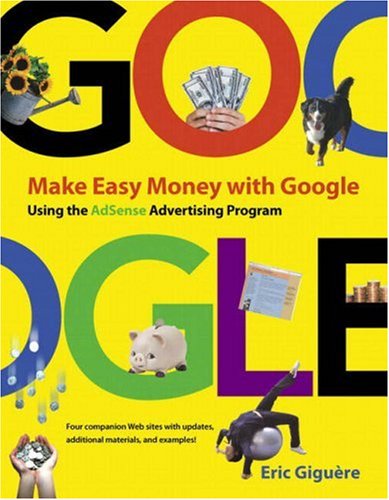 GOO
Make Easy Money with Google
Using the AdSense Advertising Program
OGLE
Four companion Web sites with updates,
additional materials, and examples!
Eric Giguère